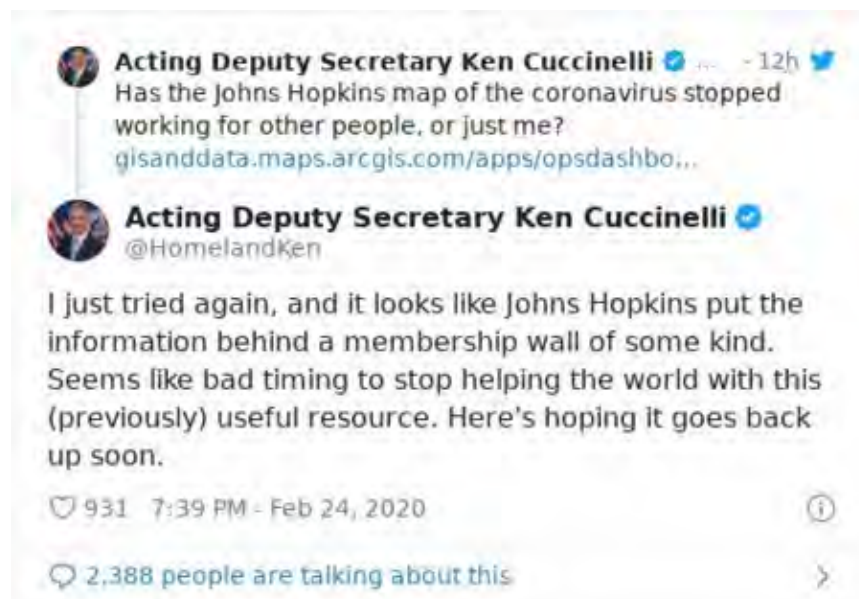 Acting Deputy Secretary Ken Cuccinelli ... - 12h
Has the Johns Hopkins map of the coronavirus stopped
working for other people, or just me?
gisanddata.maps.arcgis.com/apps/opsdashbo...
Acting Deputy Secretary Ken Cuccinelli
@HomelandKen
I just tried again, and it looks like Johns Hopkins put the
information behind a membership wall of some kind.
Seems like bad timing to stop helping the world with this
(previously) useful resource. Here's hoping it goes back
up soon.
931 7:39 PM - Feb 24, 2020
2,388 people are talking about this